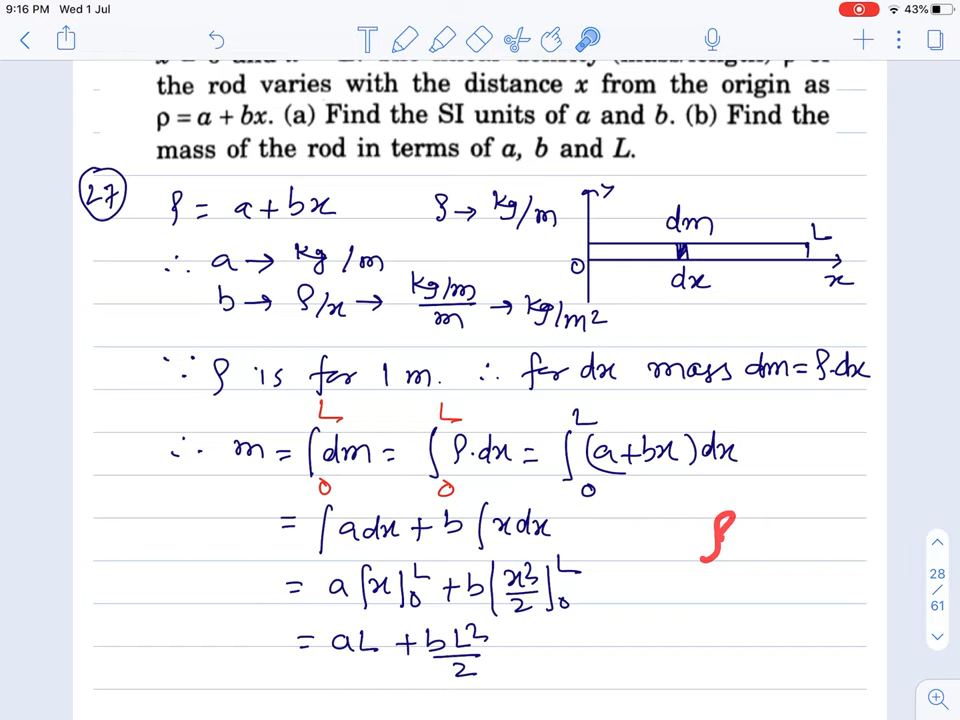 9:16 PM Wed 1 Jul 43%
the rod varies with the distance x from the origin as
ρ = a + bx. (a) Find the SI units of a and b. (b) Find the
mass of the rod in terms of a, b and L.
27 ρ = a + bx ρ → kg/m
y
dm
L
∴ a → kg/m
0
dx
x
b → ρ/x → (kg/m)/m → kg/m²
∵ ρ is for 1 m. ∴ for dx mass dm = ρ·dx
∴ m = ∫₀ᴸ dm = ∫₀ᴸ ρ·dx = ∫₀ᴸ (a+bx) dx
= ∫ a dx + b ∫ x dx
ρ
= a [x]₀ᴸ + b [x²/2]₀ᴸ
= aL + bL²/2
28
/
61